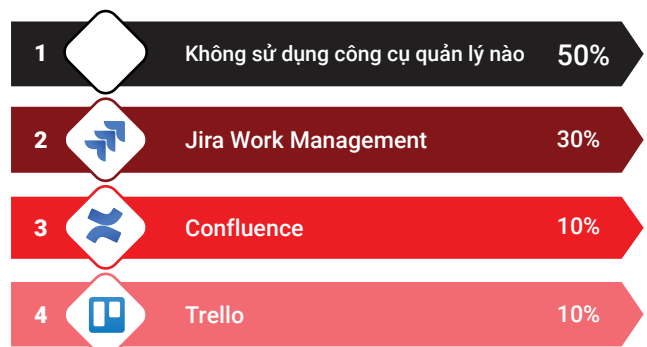 1 Không sử dụng công cụ quản lý nào 50%
2 Jira Work Management 30%
3 Confluence 10%
4 Trello 10%